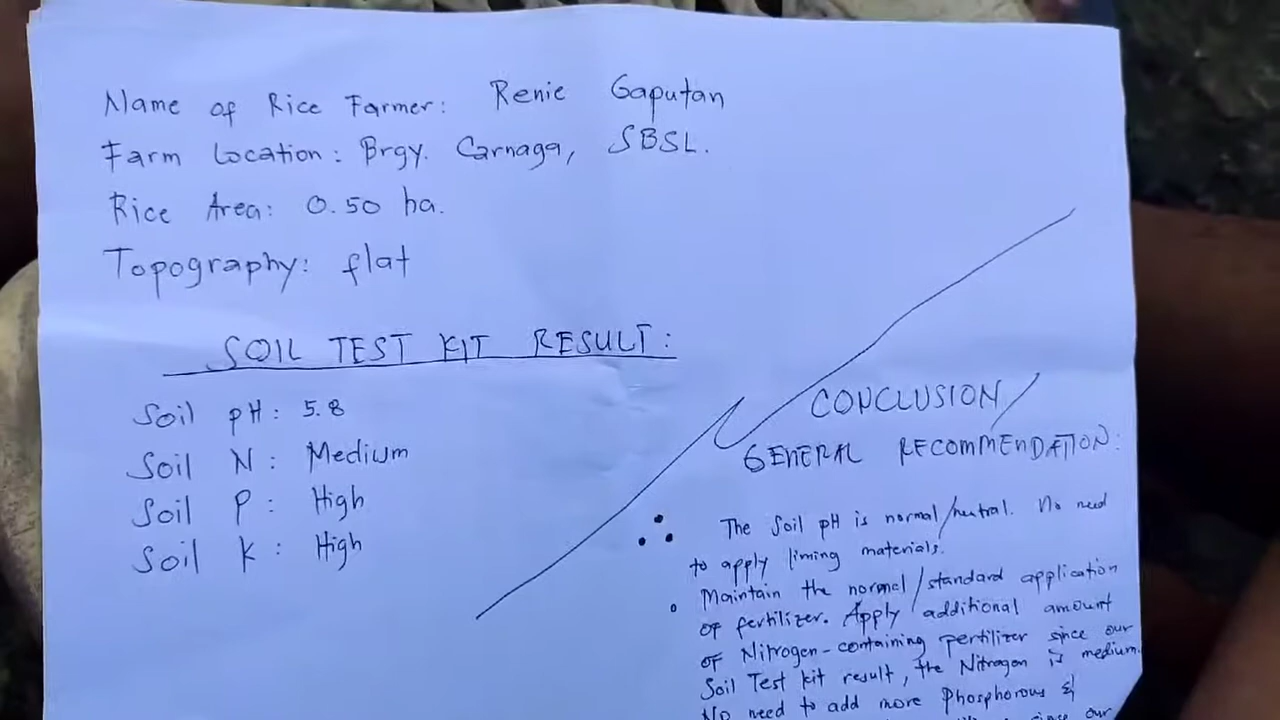 Name of Rice Farmer: Renie Gaputan
Farm Location: Brgy. Carnaga, SBSL.
Rice Area: 0.50 ha.
Topography: flat
SOIL TEST KIT RESULT:
Soil pH: 5.8
Soil N: Medium
Soil P: High
Soil K: High
CONCLUSION/
GENERAL RECOMMENDATION:
The Soil pH is normal/neutral. No need
to apply liming materials.
Maintain the normal/standard application
of fertilizer. Apply additional amount
of Nitrogen-containing pertilizer since our
Soil Test kit result, the Nitrogen is medium.
No need to add more Phosphorous &
since our